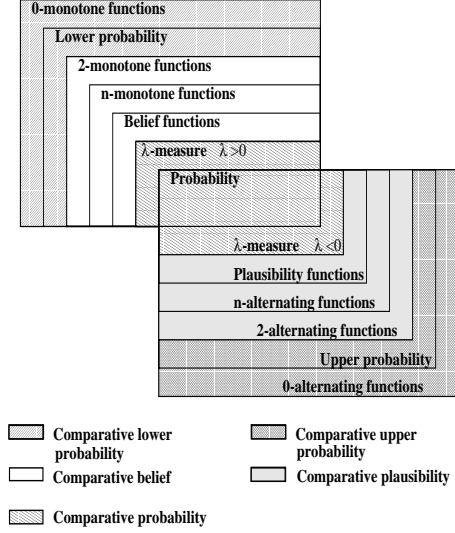 0-monotone functions
Lower probability
2-monotone functions
n-monotone functions
Belief functions
λ-measure λ>0
Probability
λ-measure λ<0
Plausibility functions
n-alternating functions
2-alternating functions
Upper probability
0-alternating functions
Comparative lower
probability
Comparative upper
probability
Comparative belief
Comparative plausibility
Comparative probability